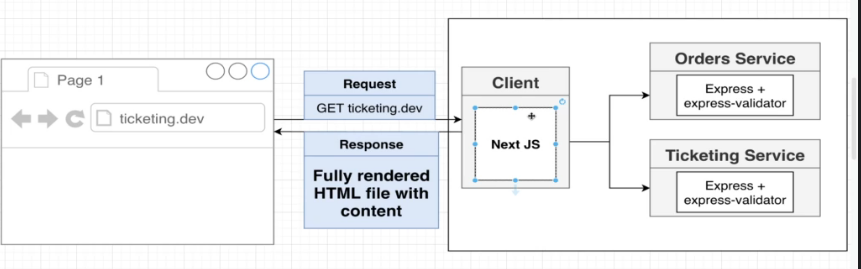 Page 1
ticketing.dev
Request
GET ticketing.dev
Response
Fully rendered
HTML file with
content
Client
Next JS
Orders Service
Express +
express-validator
Ticketing Service
Express +
express-validator